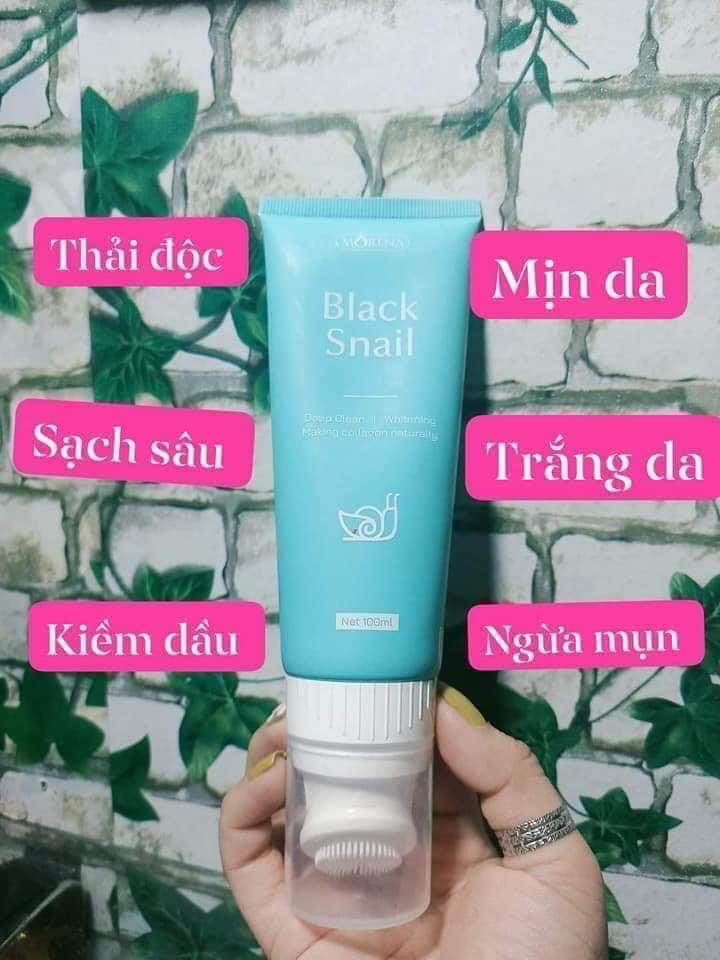 MORENA
Black
Snail
Deep Clean | Whitening
Making collagen naturally
Net 100ml
Thải độc
Sạch sâu
Kiềm dầu
Mịn da
Trắng da
Ngừa mụn